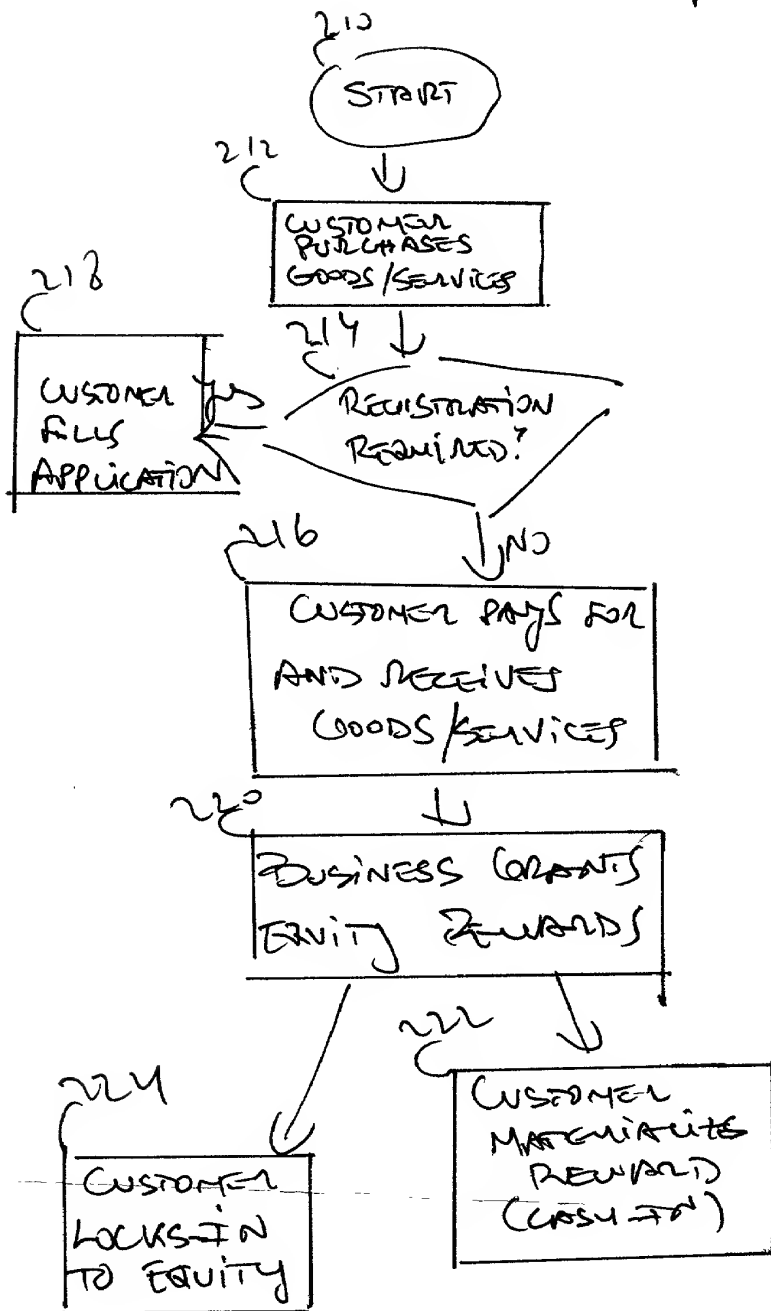 210
START
212
CUSTOMER
PURCHASES
GOODS/SERVICES
218
214
CUSTOMER
FILLS
APPLICATION
Yes
REGISTRATION
REQUIRED?
216
NO
CUSTOMER PAYS FOR
AND RECEIVES
GOODS/SERVICES
220
BUSINESS GRANTS
EQUITY REWARDS
222
224
CUSTOMER
MATERIALIZES
REWARD
(CASH-IN)
CUSTOMER
LOCKS-IN
TO EQUITY